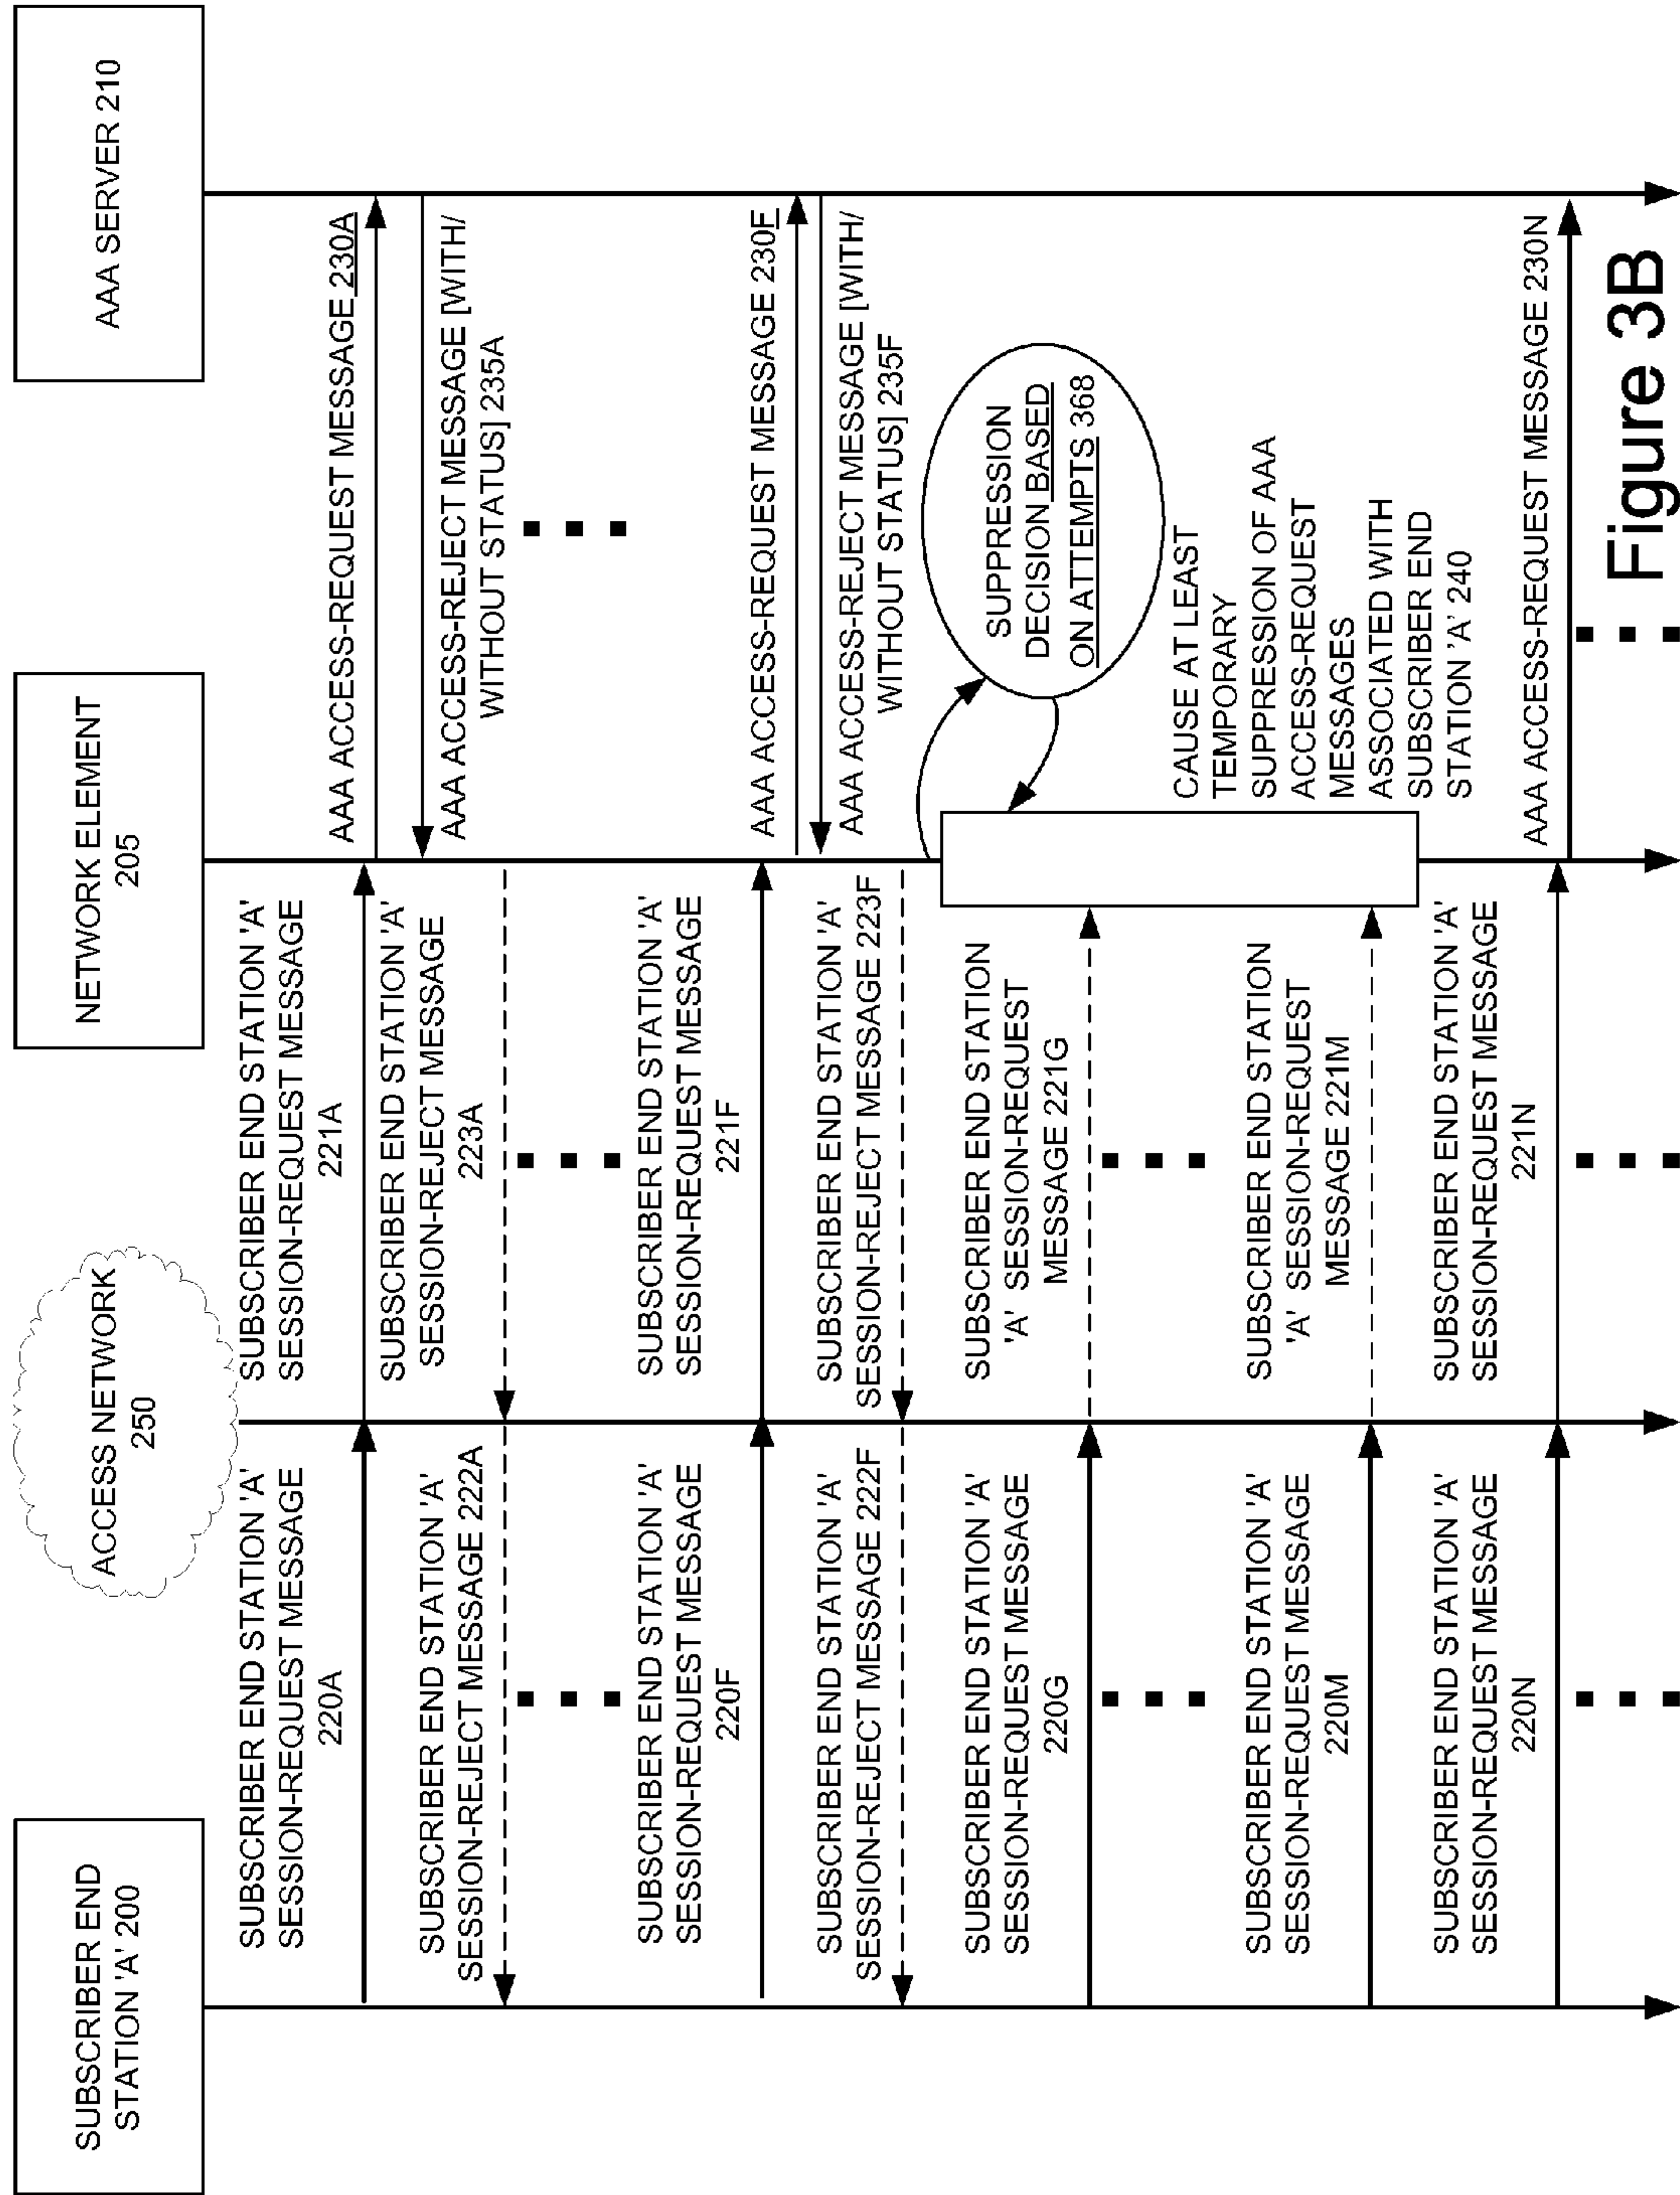 SUBSCRIBER END
STATION 'A' 200
ACCESS NETWORK
250
NETWORK ELEMENT
205
AAA SERVER 210
SUBSCRIBER END STATION 'A'
SESSION-REQUEST MESSAGE
220A
SUBSCRIBER END STATION 'A'
SESSION-REQUEST MESSAGE
221A
AAA ACCESS-REQUEST MESSAGE 230A
AAA ACCESS-REJECT MESSAGE [WITH/
WITHOUT STATUS] 235A
SUBSCRIBER END STATION 'A'
SESSION-REJECT MESSAGE
223A
SUBSCRIBER END STATION 'A'
SESSION-REJECT MESSAGE 222A
SUBSCRIBER END STATION 'A'
SESSION-REQUEST MESSAGE
220F
SUBSCRIBER END STATION 'A'
SESSION-REQUEST MESSAGE
221F
AAA ACCESS-REQUEST MESSAGE 230F
AAA ACCESS-REJECT MESSAGE [WITH/
WITHOUT STATUS] 235F
SUBSCRIBER END STATION 'A'
SESSION-REJECT MESSAGE 223F
SUBSCRIBER END STATION 'A'
SESSION-REJECT MESSAGE 222F
SUPPRESSION
DECISION BASED
ON ATTEMPTS 368
SUBSCRIBER END STATION 'A'
SESSION-REQUEST MESSAGE
220G
SUBSCRIBER END STATION
'A' SESSION-REQUEST
MESSAGE 221G
CAUSE AT LEAST
TEMPORARY
SUPPRESSION OF AAA
ACCESS-REQUEST
MESSAGES
ASSOCIATED WITH
SUBSCRIBER END
STATION 'A' 240
SUBSCRIBER END STATION 'A'
SESSION-REQUEST MESSAGE
220M
SUBSCRIBER END STATION
'A' SESSION-REQUEST
MESSAGE 221M
SUBSCRIBER END STATION 'A'
SESSION-REQUEST MESSAGE
220N
SUBSCRIBER END STATION 'A'
SESSION-REQUEST MESSAGE
221N
AAA ACCESS-REQUEST MESSAGE 230N
Figure 3B